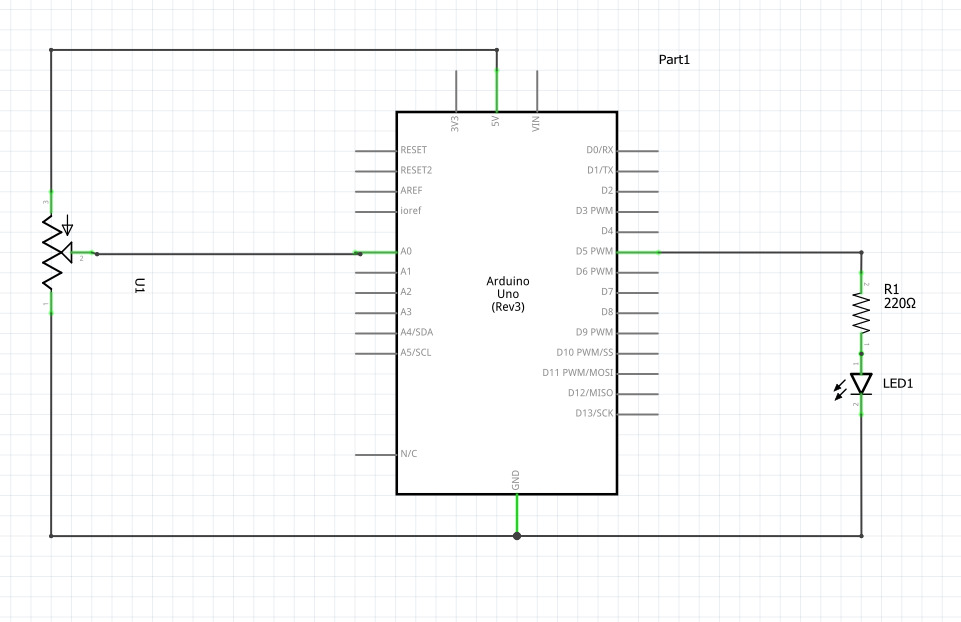 Part1
3V3
5V
VIN
RESET
RESET2
AREF
ioref
A0
A1
A2
A3
A4/SDA
A5/SCL
N/C
D0/RX
D1/TX
D2
D3 PWM
D4
D5 PWM
D6 PWM
D7
D8
D9 PWM
D10 PWM/SS
D11 PWM/MOSI
D12/MISO
D13/SCK
GND
Arduino
Uno
(Rev3)
3
2
1
U1
2
R1
220Ω
1
1
LED1
2